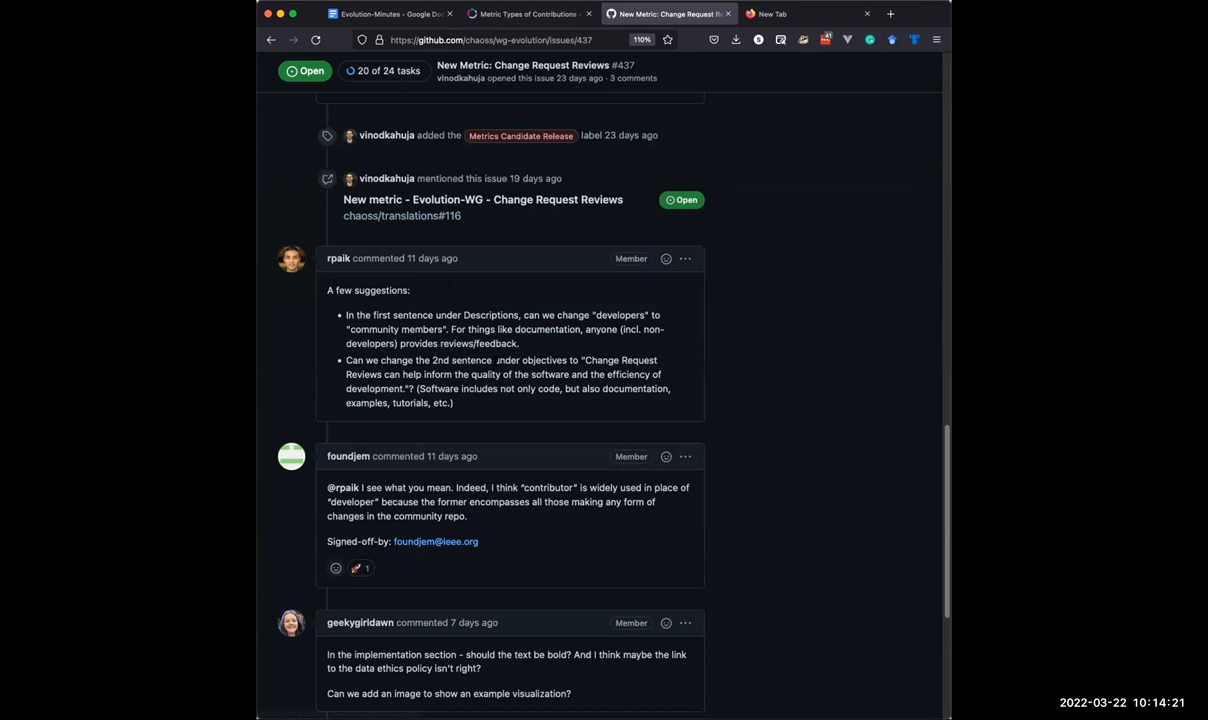 Evolution-Minutes - Google Do
Metric Types of Contributions -
New Metric: Change Request R
New Tab
https://github.com/chaoss/wg-evolution/issues/437
110%
41
Open
20 of 24 tasks
New Metric: Change Request Reviews #437
vinodkahuja opened this issue 23 days ago · 3 comments
vinodkahuja added the Metrics Candidate Release label 23 days ago
vinodkahuja mentioned this issue 19 days ago
New metric - Evolution-WG - Change Request Reviews
Open
chaoss/translations#116
rpaik commented 11 days ago
Member
A few suggestions:
• In the first sentence under Descriptions, can we change "developers" to
"community members". For things like documentation, anyone (incl. non-
developers) provides reviews/feedback.
• Can we change the 2nd sentence under objectives to "Change Request
Reviews can help inform the quality of the software and the efficiency of
development."? (Software includes not only code, but also documentation,
examples, tutorials, etc.)
foundjem commented 11 days ago
Member
@rpaik I see what you mean. Indeed, I think “contributor” is widely used in place of
“developer” because the former encompasses all those making any form of
changes in the community repo.
Signed-off-by: foundjem@ieee.org
1
geekygirldawn commented 7 days ago
Member
In the implementation section - should the text be bold? And I think maybe the link
to the data ethics policy isn't right?
Can we add an image to show an example visualization?
2022-03-22 10:14:21